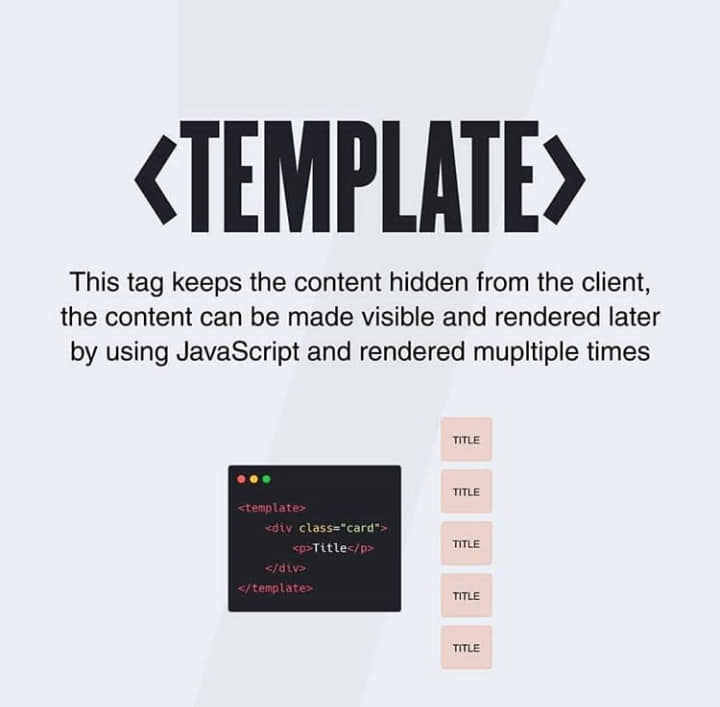 <TEMPLATE>
This tag keeps the content hidden from the client,
the content can be made visible and rendered later
by using JavaScript and rendered mupltiple times
<template>
<div class="card">
<p>Title</p>
</div>
</template>
TITLE
TITLE
TITLE
TITLE
TITLE